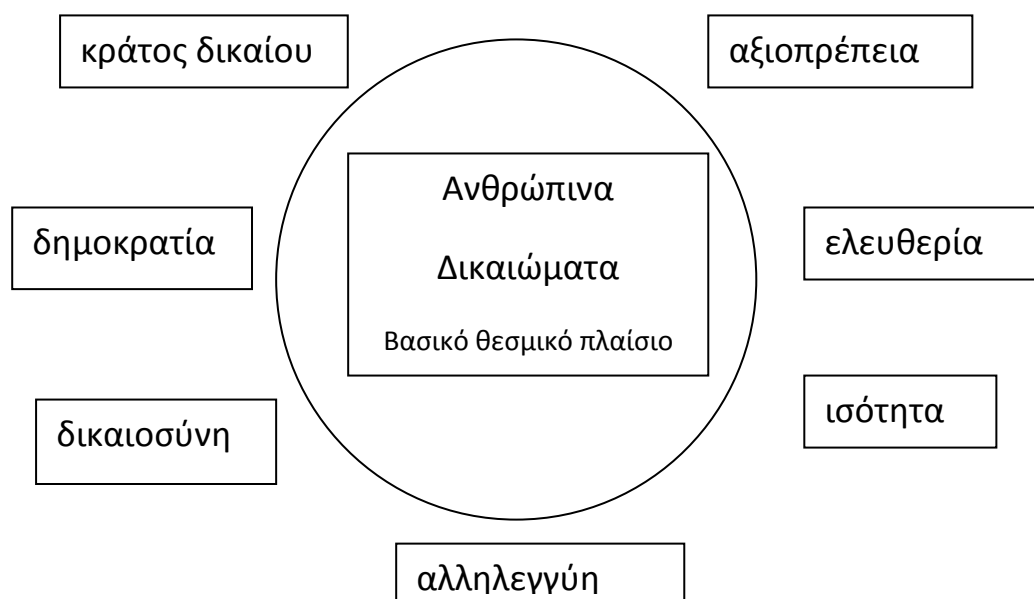 κράτος δικαίου
αξιοπρέπεια
Ανθρώπινα
Δικαιώματα
Βασικό θεσμικό πλαίσιο
δημοκρατία
ελευθερία
δικαιοσύνη
ισότητα
αλληλεγγύη